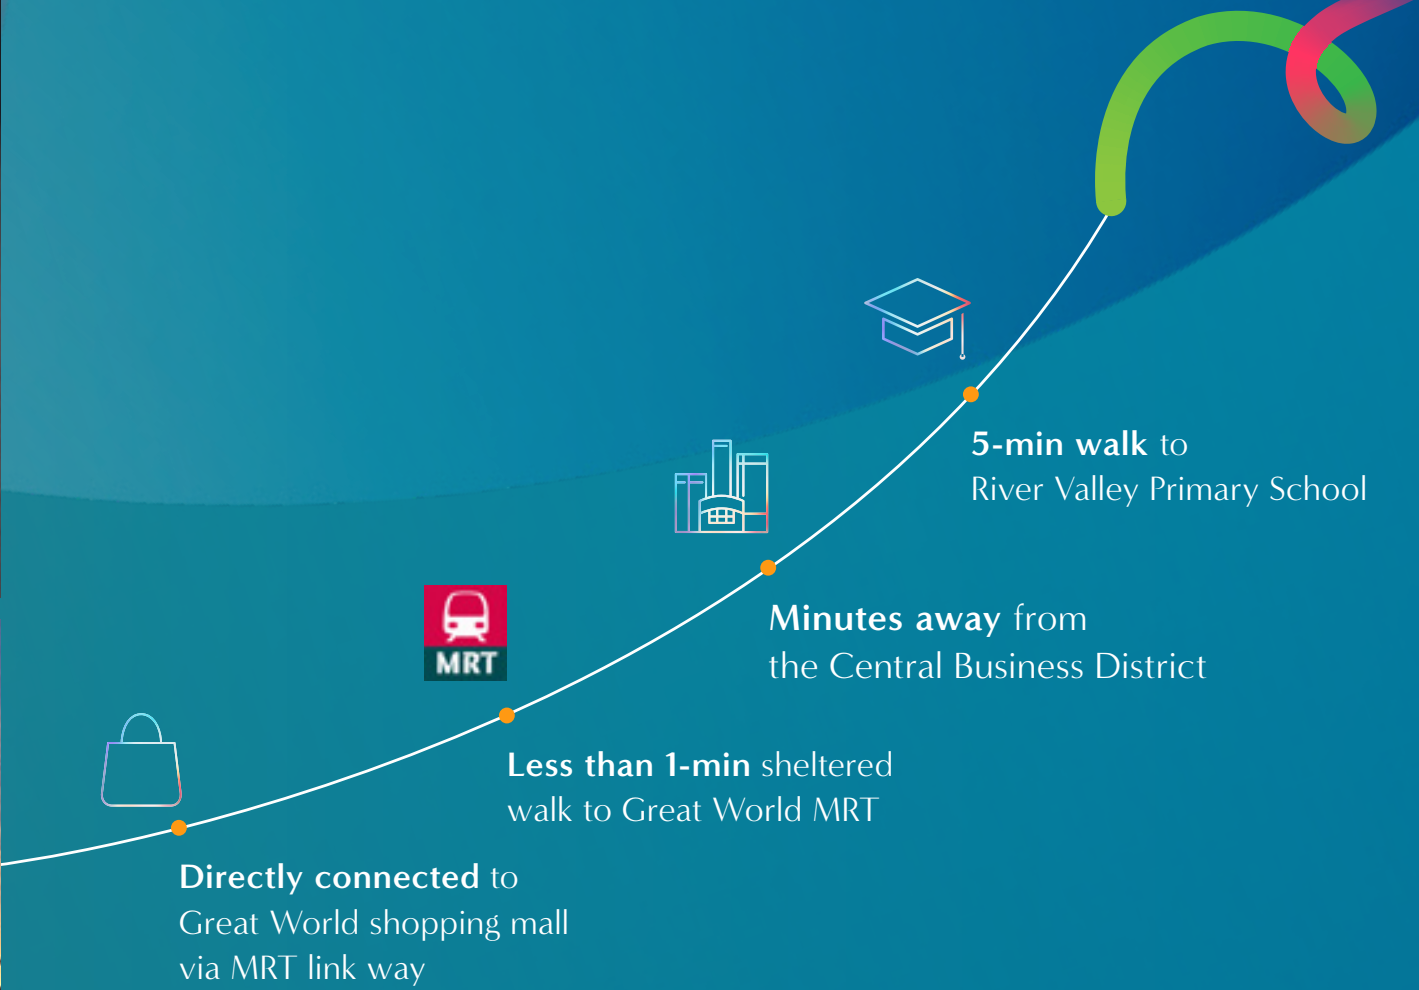 5-min walk to
River Valley Primary School
Minutes away from
the Central Business District
MRT
Less than 1-min sheltered
walk to Great World MRT
Directly connected to
Great World shopping mall
via MRT link way